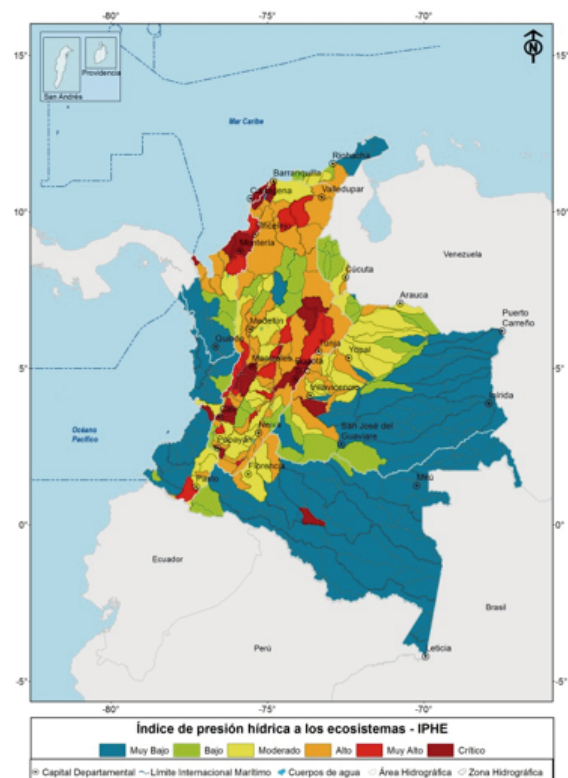 -80° -75° -70°
15°
15°
San Andrés
Providencia
N
Mar Caribe
Riohacha
Barranquilla
Cartagena
Valledupar
10°
10°
Sincelejo
Montería
Venezuela
Cúcuta
Arauca
Puerto Carreño
Medellín
Quibdó
Tunja
Yopal
5°
5°
Manizales
Bogotá
Villavicencio
Inírida
Océano Pacífico
Cali
Neiva
San José del Guaviare
Popayán
Florencia
Mitú
Pasto
0°
0°
Ecuador
Brasil
Perú
Leticia
-5°
-5°
-80° -75° -70°
Índice de presión hídrica a los ecosistemas - IPHE
Muy Bajo Bajo Moderado Alto Muy Alto Crítico
Capital Departamental Límite Internacional Marítimo Cuerpos de agua Área Hidrográfica Zona Hidrográfica